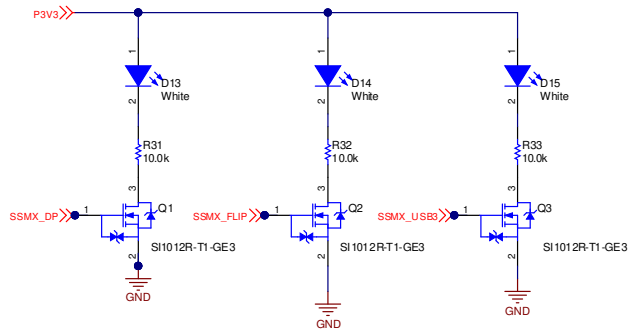 P3V3
1 1 1
D13 D14 D15
White White White
2 2 2
R31 R32 R33
10.0k 10.0k 10.0k
3 3 3
SSMX_DP 1 Q1 SSMX_FLIP 1 Q2 SSMX_USB3 1 Q3
SI1012R-T1-GE3 SI1012R-T1-GE3 SI1012R-T1-GE3
2 2 2
GND GND GND